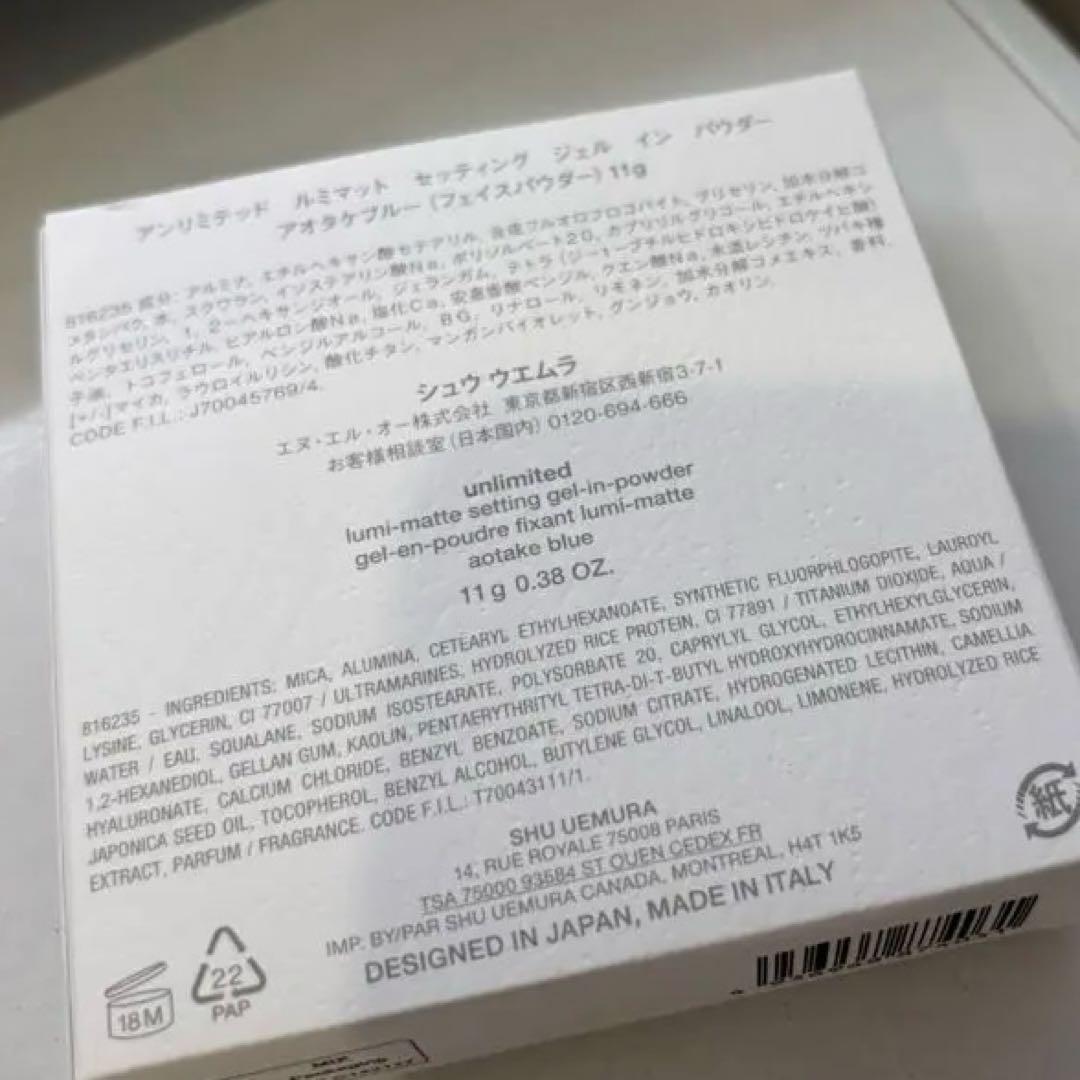 アンリミテッド ルミマット セッティング ジェル イン パウダー
アオタケブルー (フェイスパウダー) 11g
816235 成分: アルミナ, エチルヘキサン酸セテアリル, 合成フルオロフロゴパイト, グリセリン, 加水分解コ
メタンパク, 水, スクワラン, イソステアリン酸Na, ポリソルベート20, カプリリルグリコール, エチルヘキシ
ルグリセリン, 1, 2－ヘキサンジオール, ジェランガム, テトラ(ジ－t－ブチルヒドロキシヒドロケイヒ酸)
ペンタエリスリチル, ヒアルロン酸Na, 塩化Ca, 安息香酸ベンジル, クエン酸Na, 水添レシチン, ツバキ種
子油, トコフェロール, ベンジルアルコール, BG, リナロール, リモネン, 加水分解コメエキス, 香料,
[+/-]マイカ, ラウロイルリシン, 酸化チタン, マンガンバイオレット, グンジョウ, カオリン.
CODE F.I.L.: J70045769/4.
シュウ ウエムラ
エヌ・エル・オー株式会社 東京都新宿区西新宿3-7-1
お客様相談室 (日本国内) 0120-694-666
unlimited
lumi-matte setting gel-in-powder
gel-en-poudre fixant lumi-matte
aotake blue
11 g 0.38 OZ.
816235 - INGREDIENTS: MICA, ALUMINA, CETEARYL ETHYLHEXANOATE, SYNTHETIC FLUORPHLOGOPITE, LAUROYL
LYSINE, GLYCERIN, CI 77007 / ULTRAMARINES, HYDROLYZED RICE PROTEIN, CI 77891 / TITANIUM DIOXIDE, AQUA /
WATER / EAU, SQUALANE, SODIUM ISOSTEARATE, POLYSORBATE 20, CAPRYLYL GLYCOL, ETHYLHEXYLGLYCERIN,
1,2-HEXANEDIOL, GELLAN GUM, KAOLIN, PENTAERYTHRITYL TETRA-DI-T-BUTYL HYDROXYHYDROCINNAMATE, SODIUM
HYALURONATE, CALCIUM CHLORIDE, BENZYL BENZOATE, SODIUM CITRATE, HYDROGENATED LECITHIN, CAMELLIA
JAPONICA SEED OIL, TOCOPHEROL, BENZYL ALCOHOL, BUTYLENE GLYCOL, LINALOOL, LIMONENE, HYDROLYZED RICE
EXTRACT, PARFUM / FRAGRANCE. CODE F.I.L.: T70043111/1.
SHU UEMURA
14, RUE ROYALE 75008 PARIS
TSA 75000 93584 ST OUEN CEDEX FR
IMP. BY/PAR SHU UEMURA CANADA, MONTREAL, H4T 1K5
DESIGNED IN JAPAN, MADE IN ITALY
紙
18M
22
PAP
MIX